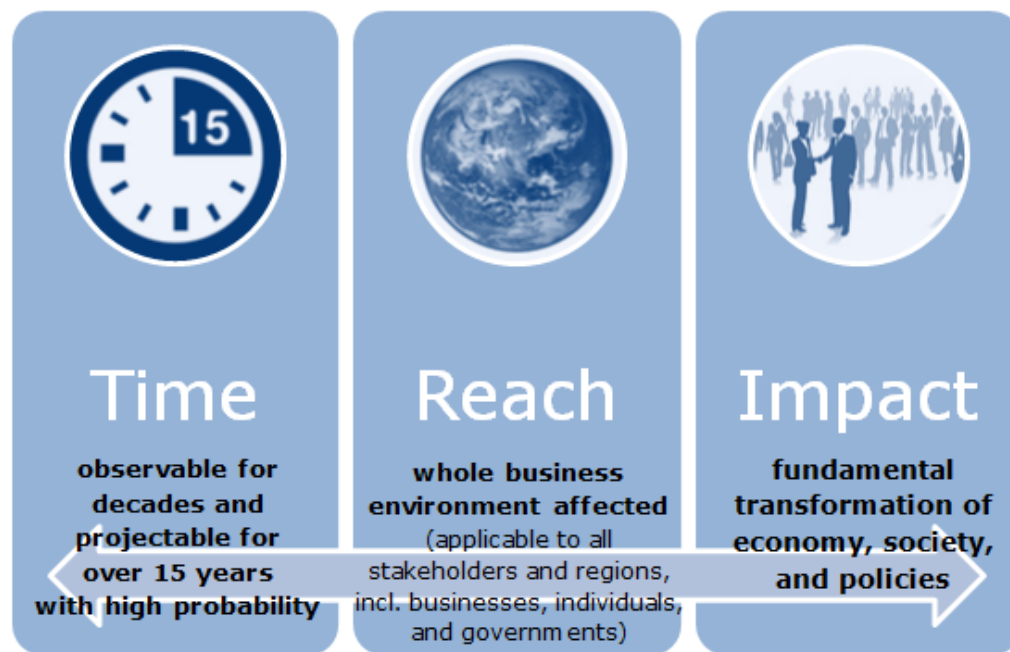 15
Time
observable for
decades and
projectable for
over 15 years
with high probability
Reach
whole business
environment affected
(applicable to all
stakeholders and regions,
incl. businesses, individuals,
and governments)
Impact
fundamental
transformation of
economy, society,
and policies